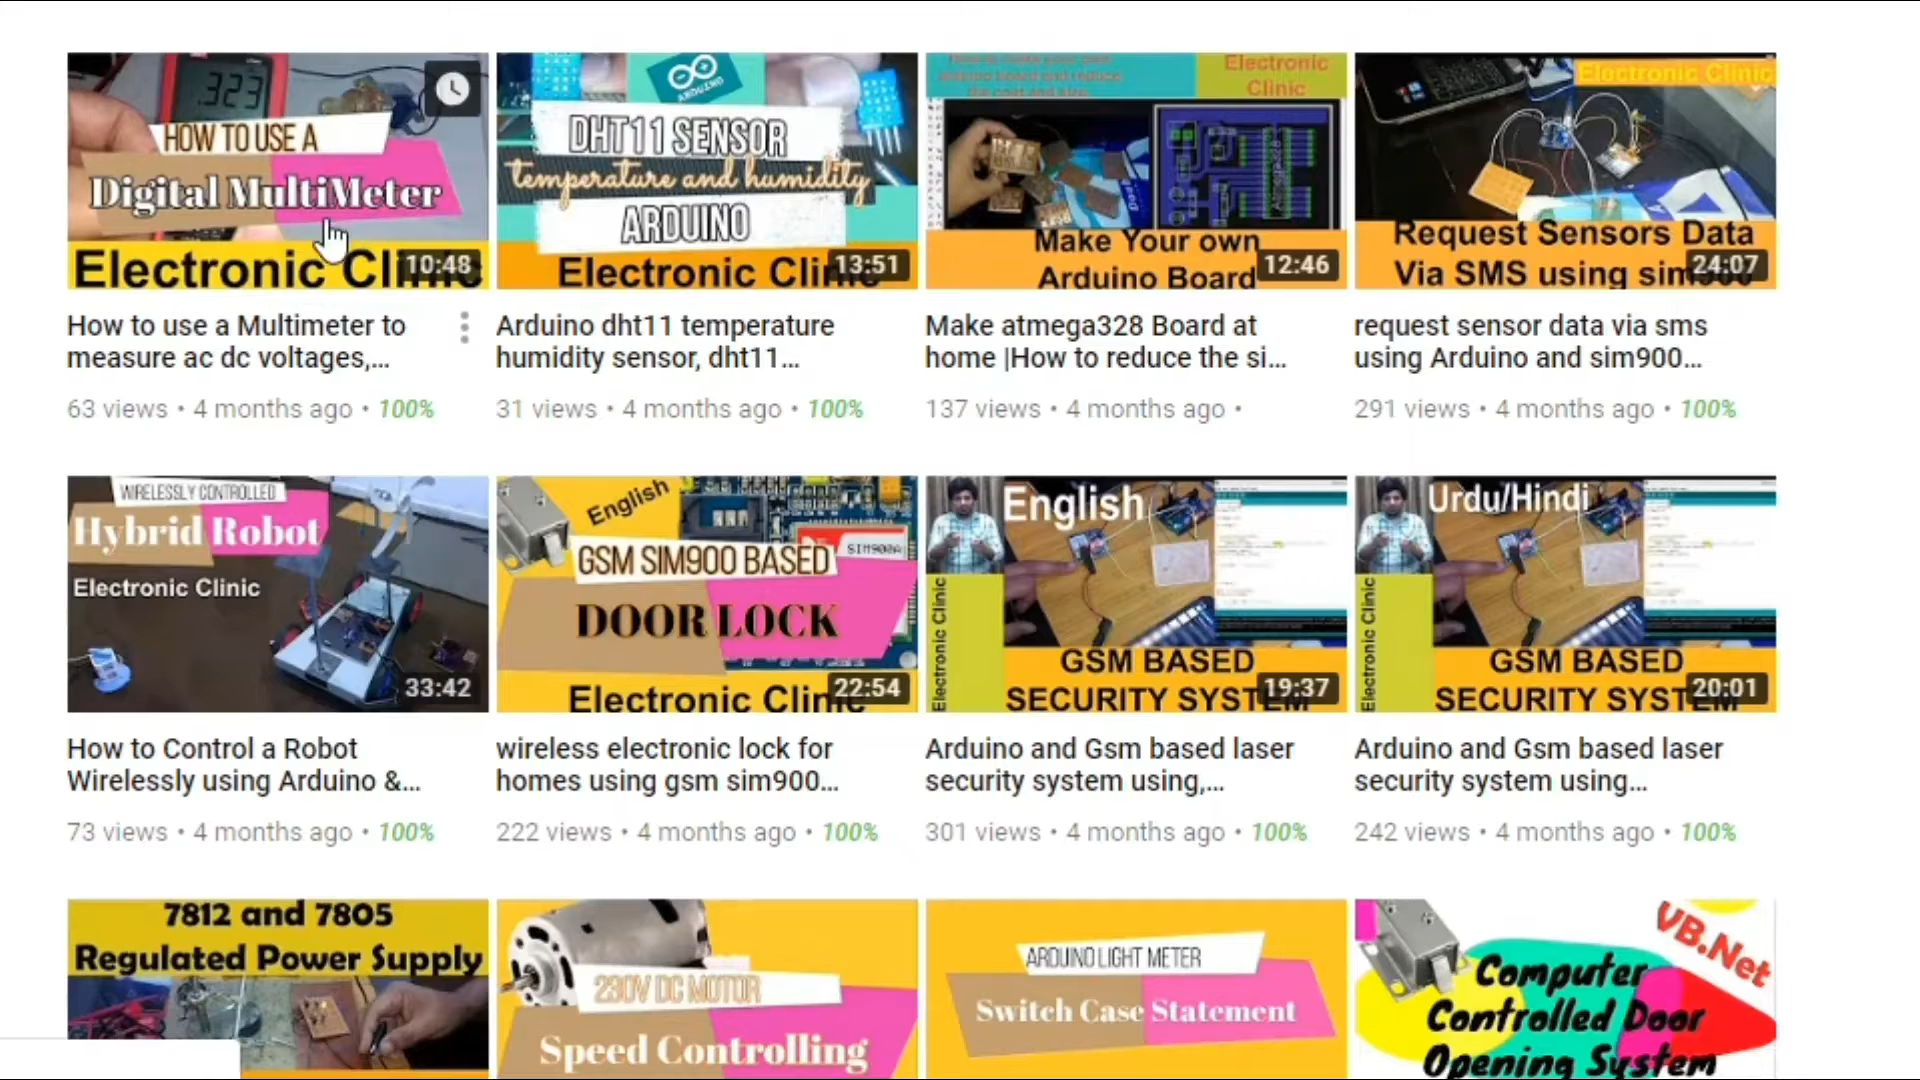 .323
HOW TO USE A
Digital MultiMeter
Electronic Clinic
10:48
How to use a Multimeter to
measure ac dc voltages,...
63 views • 4 months ago • 100%
ARDUINO
DHT11 SENSOR
temperature and humidity
ARDUINO
Electronic Clinic
13:51
Arduino dht11 temperature
humidity sensor, dht11...
31 views • 4 months ago • 100%
Electronic
Clinic
Atmega328
Make Your own
Arduino Board
12:46
Make atmega328 Board at
home |How to reduce the si...
137 views • 4 months ago •
Electronic Clinic
Request Sensors Data
Via SMS using sim900
24:07
request sensor data via sms
using Arduino and sim900...
291 views • 4 months ago • 100%
WIRELESSLY CONTROLLED
Hybrid Robot
Electronic Clinic
33:42
How to Control a Robot
Wirelessly using Arduino &...
73 views • 4 months ago • 100%
English
SIM900A
GSM SIM900 BASED
DOOR LOCK
Electronic Clinic
22:54
wireless electronic lock for
homes using gsm sim900...
222 views • 4 months ago • 100%
English
Electronic Clinic
GSM BASED
SECURITY SYSTEM
19:37
Arduino and Gsm based laser
security system using,...
301 views • 4 months ago • 100%
Urdu/Hindi
Electronic Clinic
GSM BASED
SECURITY SYSTEM
20:01
Arduino and Gsm based laser
security system using...
242 views • 4 months ago • 100%
7812 and 7805
Regulated Power Supply
230V DC MOTOR
Speed Controlling
ARDUINO LIGHT METER
Switch Case Statement
VB.Net
Computer
Controlled Door
Opening System